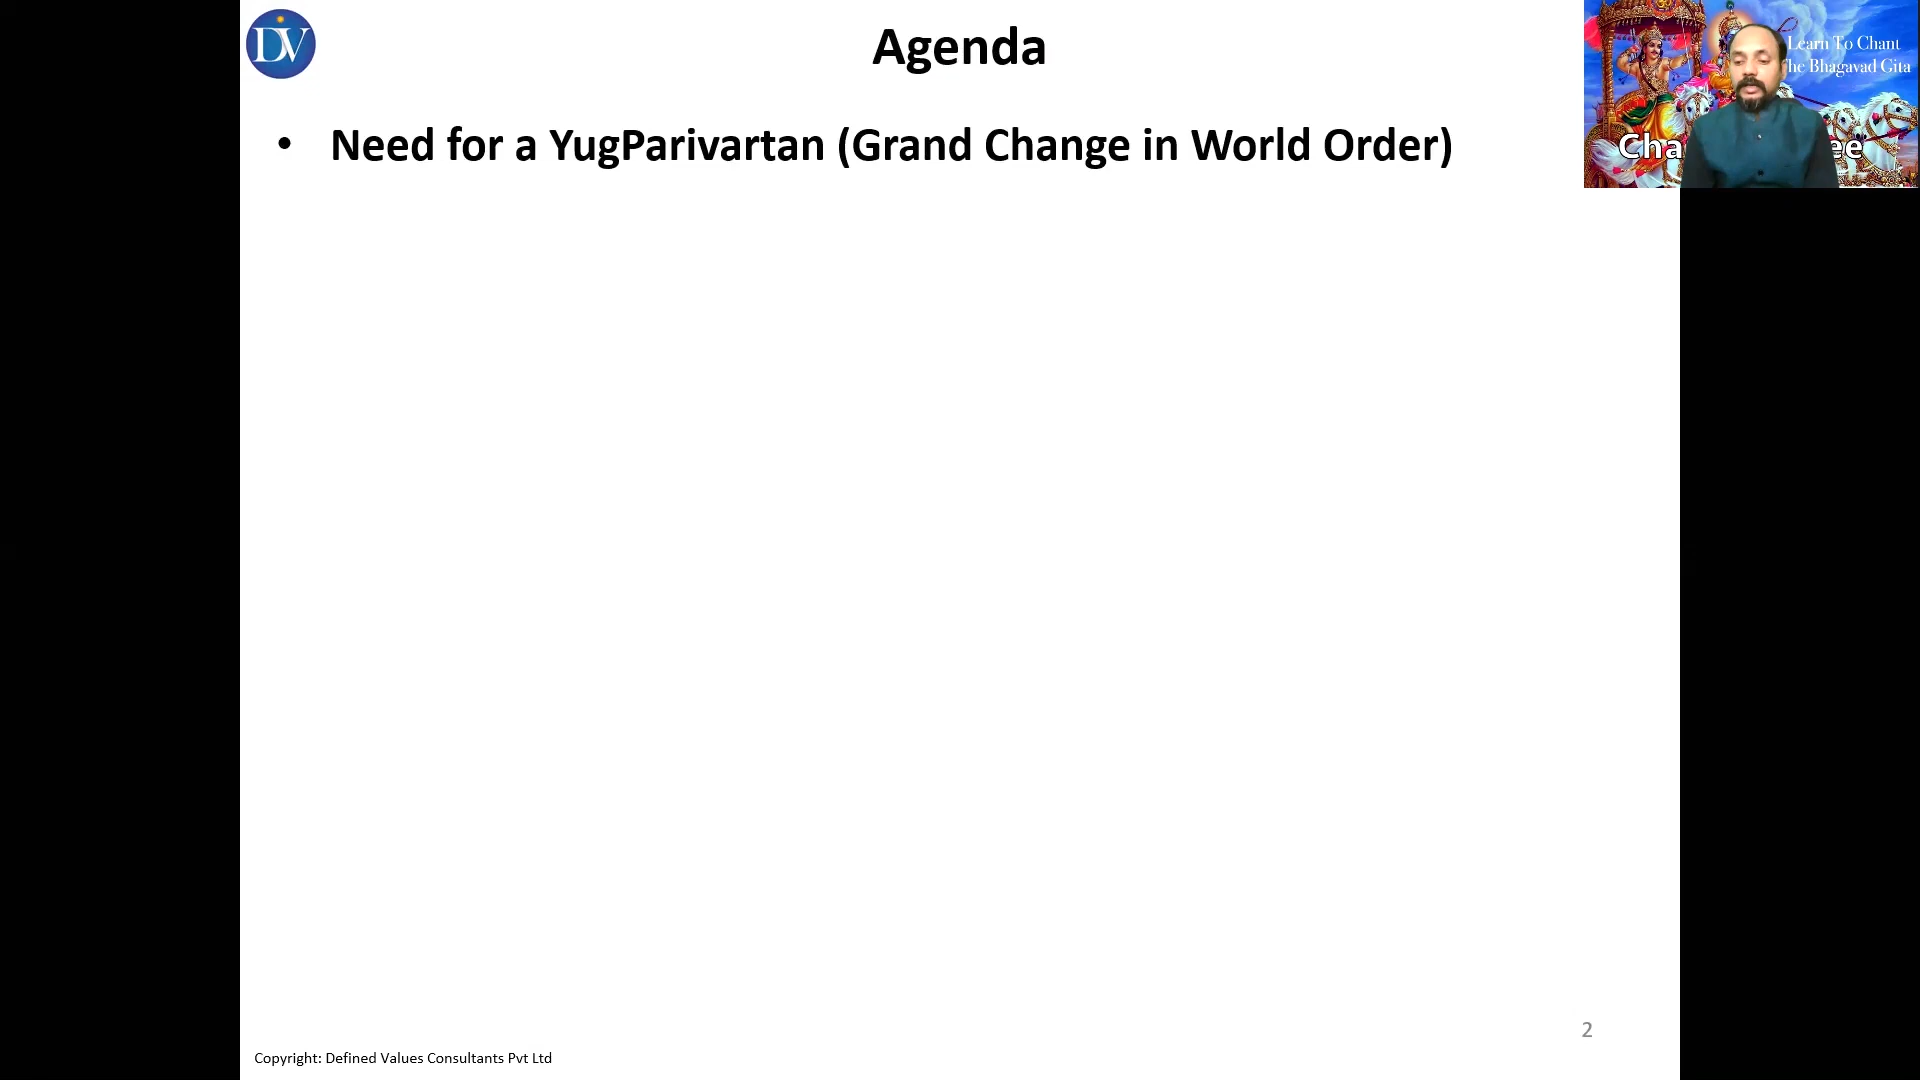 DV
Agenda
Learn To Chant
he Bhagavad Gita
• Need for a YugParivartan (Grand Change in World Order)
Cha ee
2
Copyright: Defined Values Consultants Pvt Ltd